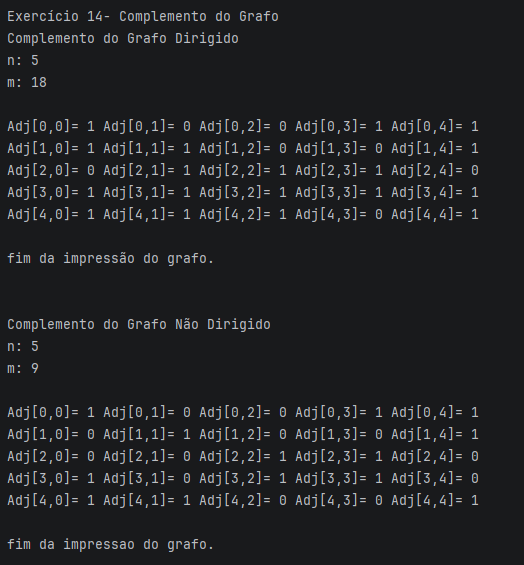 Exercício 14- Complemento do Grafo
Complemento do Grafo Dirigido
n: 5
m: 18
Adj[0,0]= 1 Adj[0,1]= 0 Adj[0,2]= 0 Adj[0,3]= 1 Adj[0,4]= 1
Adj[1,0]= 1 Adj[1,1]= 1 Adj[1,2]= 0 Adj[1,3]= 0 Adj[1,4]= 1
Adj[2,0]= 0 Adj[2,1]= 1 Adj[2,2]= 1 Adj[2,3]= 1 Adj[2,4]= 0
Adj[3,0]= 1 Adj[3,1]= 1 Adj[3,2]= 1 Adj[3,3]= 1 Adj[3,4]= 1
Adj[4,0]= 1 Adj[4,1]= 1 Adj[4,2]= 1 Adj[4,3]= 0 Adj[4,4]= 1
fim da impressão do grafo.
Complemento do Grafo Não Dirigido
n: 5
m: 9
Adj[0,0]= 1 Adj[0,1]= 0 Adj[0,2]= 0 Adj[0,3]= 1 Adj[0,4]= 1
Adj[1,0]= 0 Adj[1,1]= 1 Adj[1,2]= 0 Adj[1,3]= 0 Adj[1,4]= 1
Adj[2,0]= 0 Adj[2,1]= 0 Adj[2,2]= 1 Adj[2,3]= 1 Adj[2,4]= 0
Adj[3,0]= 1 Adj[3,1]= 0 Adj[3,2]= 1 Adj[3,3]= 1 Adj[3,4]= 0
Adj[4,0]= 1 Adj[4,1]= 1 Adj[4,2]= 0 Adj[4,3]= 0 Adj[4,4]= 1
fim da impressao do grafo.